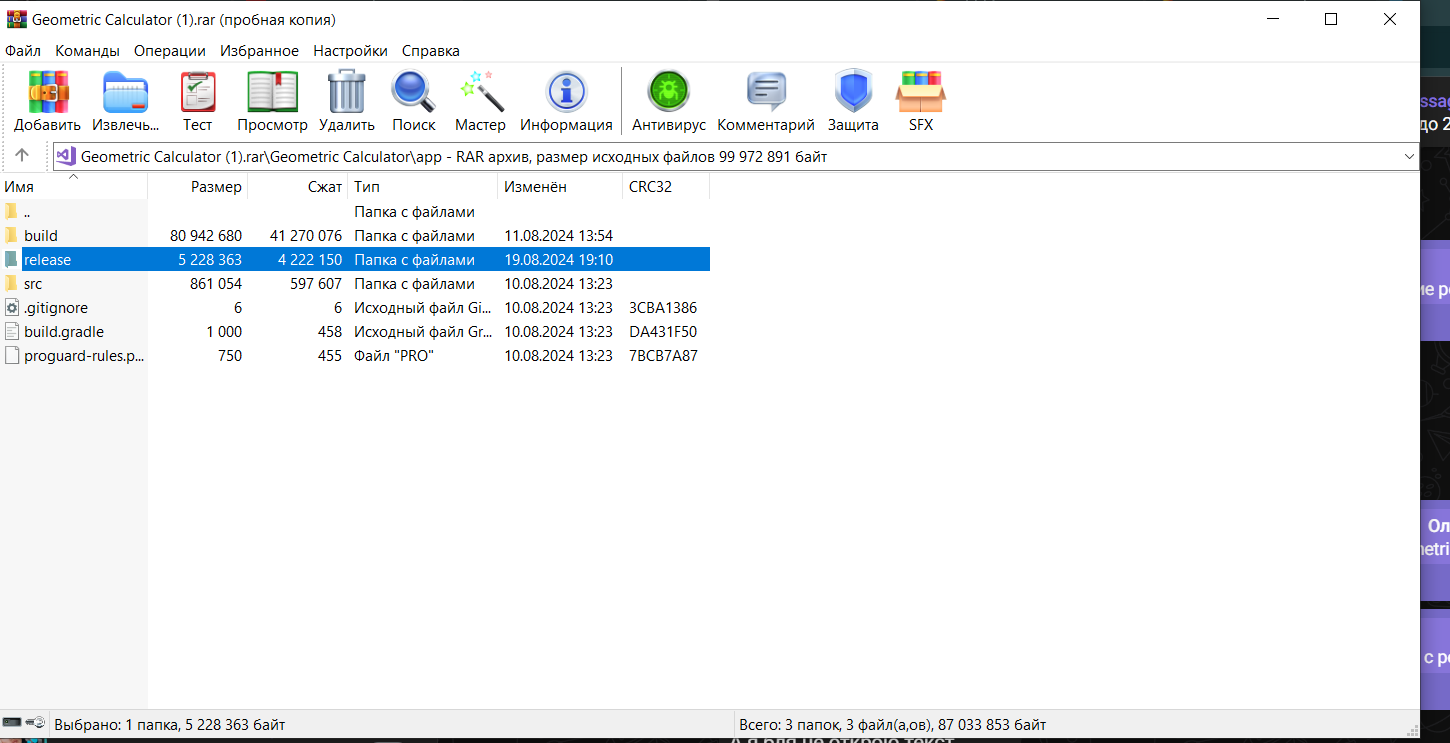 Geometric Calculator (1).rar (пробная копия)
Файл Команды Операции Избранное Настройки Справка
Добавить Извлечь... Тест Просмотр Удалить Поиск Мастер Информация Антивирус Комментарий Защита SFX
Geometric Calculator (1).rar\Geometric Calculator\app - RAR архив, размер исходных файлов 99 972 891 байт
Имя Размер Сжат Тип Изменён CRC32
.. Папка с файлами
build 80 942 680 41 270 076 Папка с файлами 11.08.2024 13:54
release 5 228 363 4 222 150 Папка с файлами 19.08.2024 19:10
src 861 054 597 607 Папка с файлами 10.08.2024 13:23
.gitignore 6 6 Исходный файл Gi... 10.08.2024 13:23 3CBA1386
build.gradle 1 000 458 Исходный файл Gr... 10.08.2024 13:23 DA431F50
proguard-rules.p... 750 455 Файл "PRO" 10.08.2024 13:23 7BCB7A87
Выбрано: 1 папка, 5 228 363 байт
Всего: 3 папок, 3 файл(а,ов), 87 033 853 байт
до 2
Ол